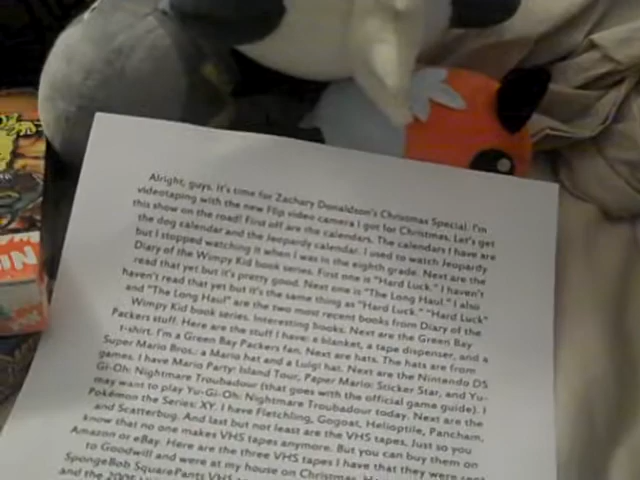 Alright, guys. It's time for Zachary Donaldson's Christmas Special. I'm
videotaping with the new Flip video camera I got for Christmas. Let's get
this show on the road! First off are the calendars. The calendars I have are
the dog calendar and the Jeopardy calendar. I used to watch Jeopardy
but I stopped watching it when I was in the eighth grade. Next are the
Diary of the Wimpy Kid book series. First one is "Hard Luck." I haven't
read that yet but it's pretty good. Next one is "The Long Haul." I also
haven't read that yet but it's the same thing as "Hard Luck." "Hard Luck"
and "The Long Haul" are the two most recent books from Diary of the
Wimpy Kid book series. Interesting books. Next are the Green Bay
Packers stuff. Here are the stuff I have: a blanket, a tape dispenser, and a
t-shirt. I'm a Green Bay Packers fan. Next are hats. The hats are from
Super Mario Bros.: a Mario hat and a Luigi hat. Next are the Nintendo DS
games. I have Mario Party: Island Tour, Paper Mario: Sticker Star, and Yu-
Gi-Oh: Nightmare Troubadour (that goes with the official game guide). I
may want to play Yu-Gi-Oh: Nightmare Troubadour today. Next are the
Pokémon the Series: XY. I have Fletchling, Gogoat, Helioptile, Pancham,
and Scatterbug. And last but not least are the VHS tapes. Just so you
know that no one makes VHS tapes anymore. But you can buy them on
Amazon or eBay. Here are the three VHS tapes I have that they were sent
to Goodwill and were at my house on Christmas.
SpongeBob SquarePants VHS
and the 2005